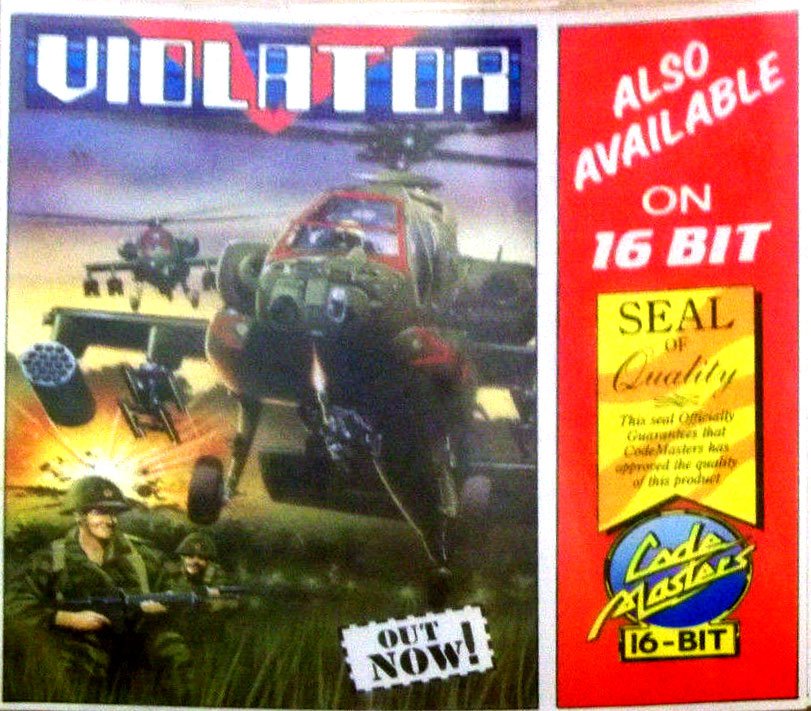 VIOLATOR
OUT
NOW!
ALSO
AVAILABLE
ON
16 BIT
SEAL
OF
Quality
This seal Officially
Guarantees that
CodeMasters has
approved the quality
of this product
Code
Masters
16-BIT